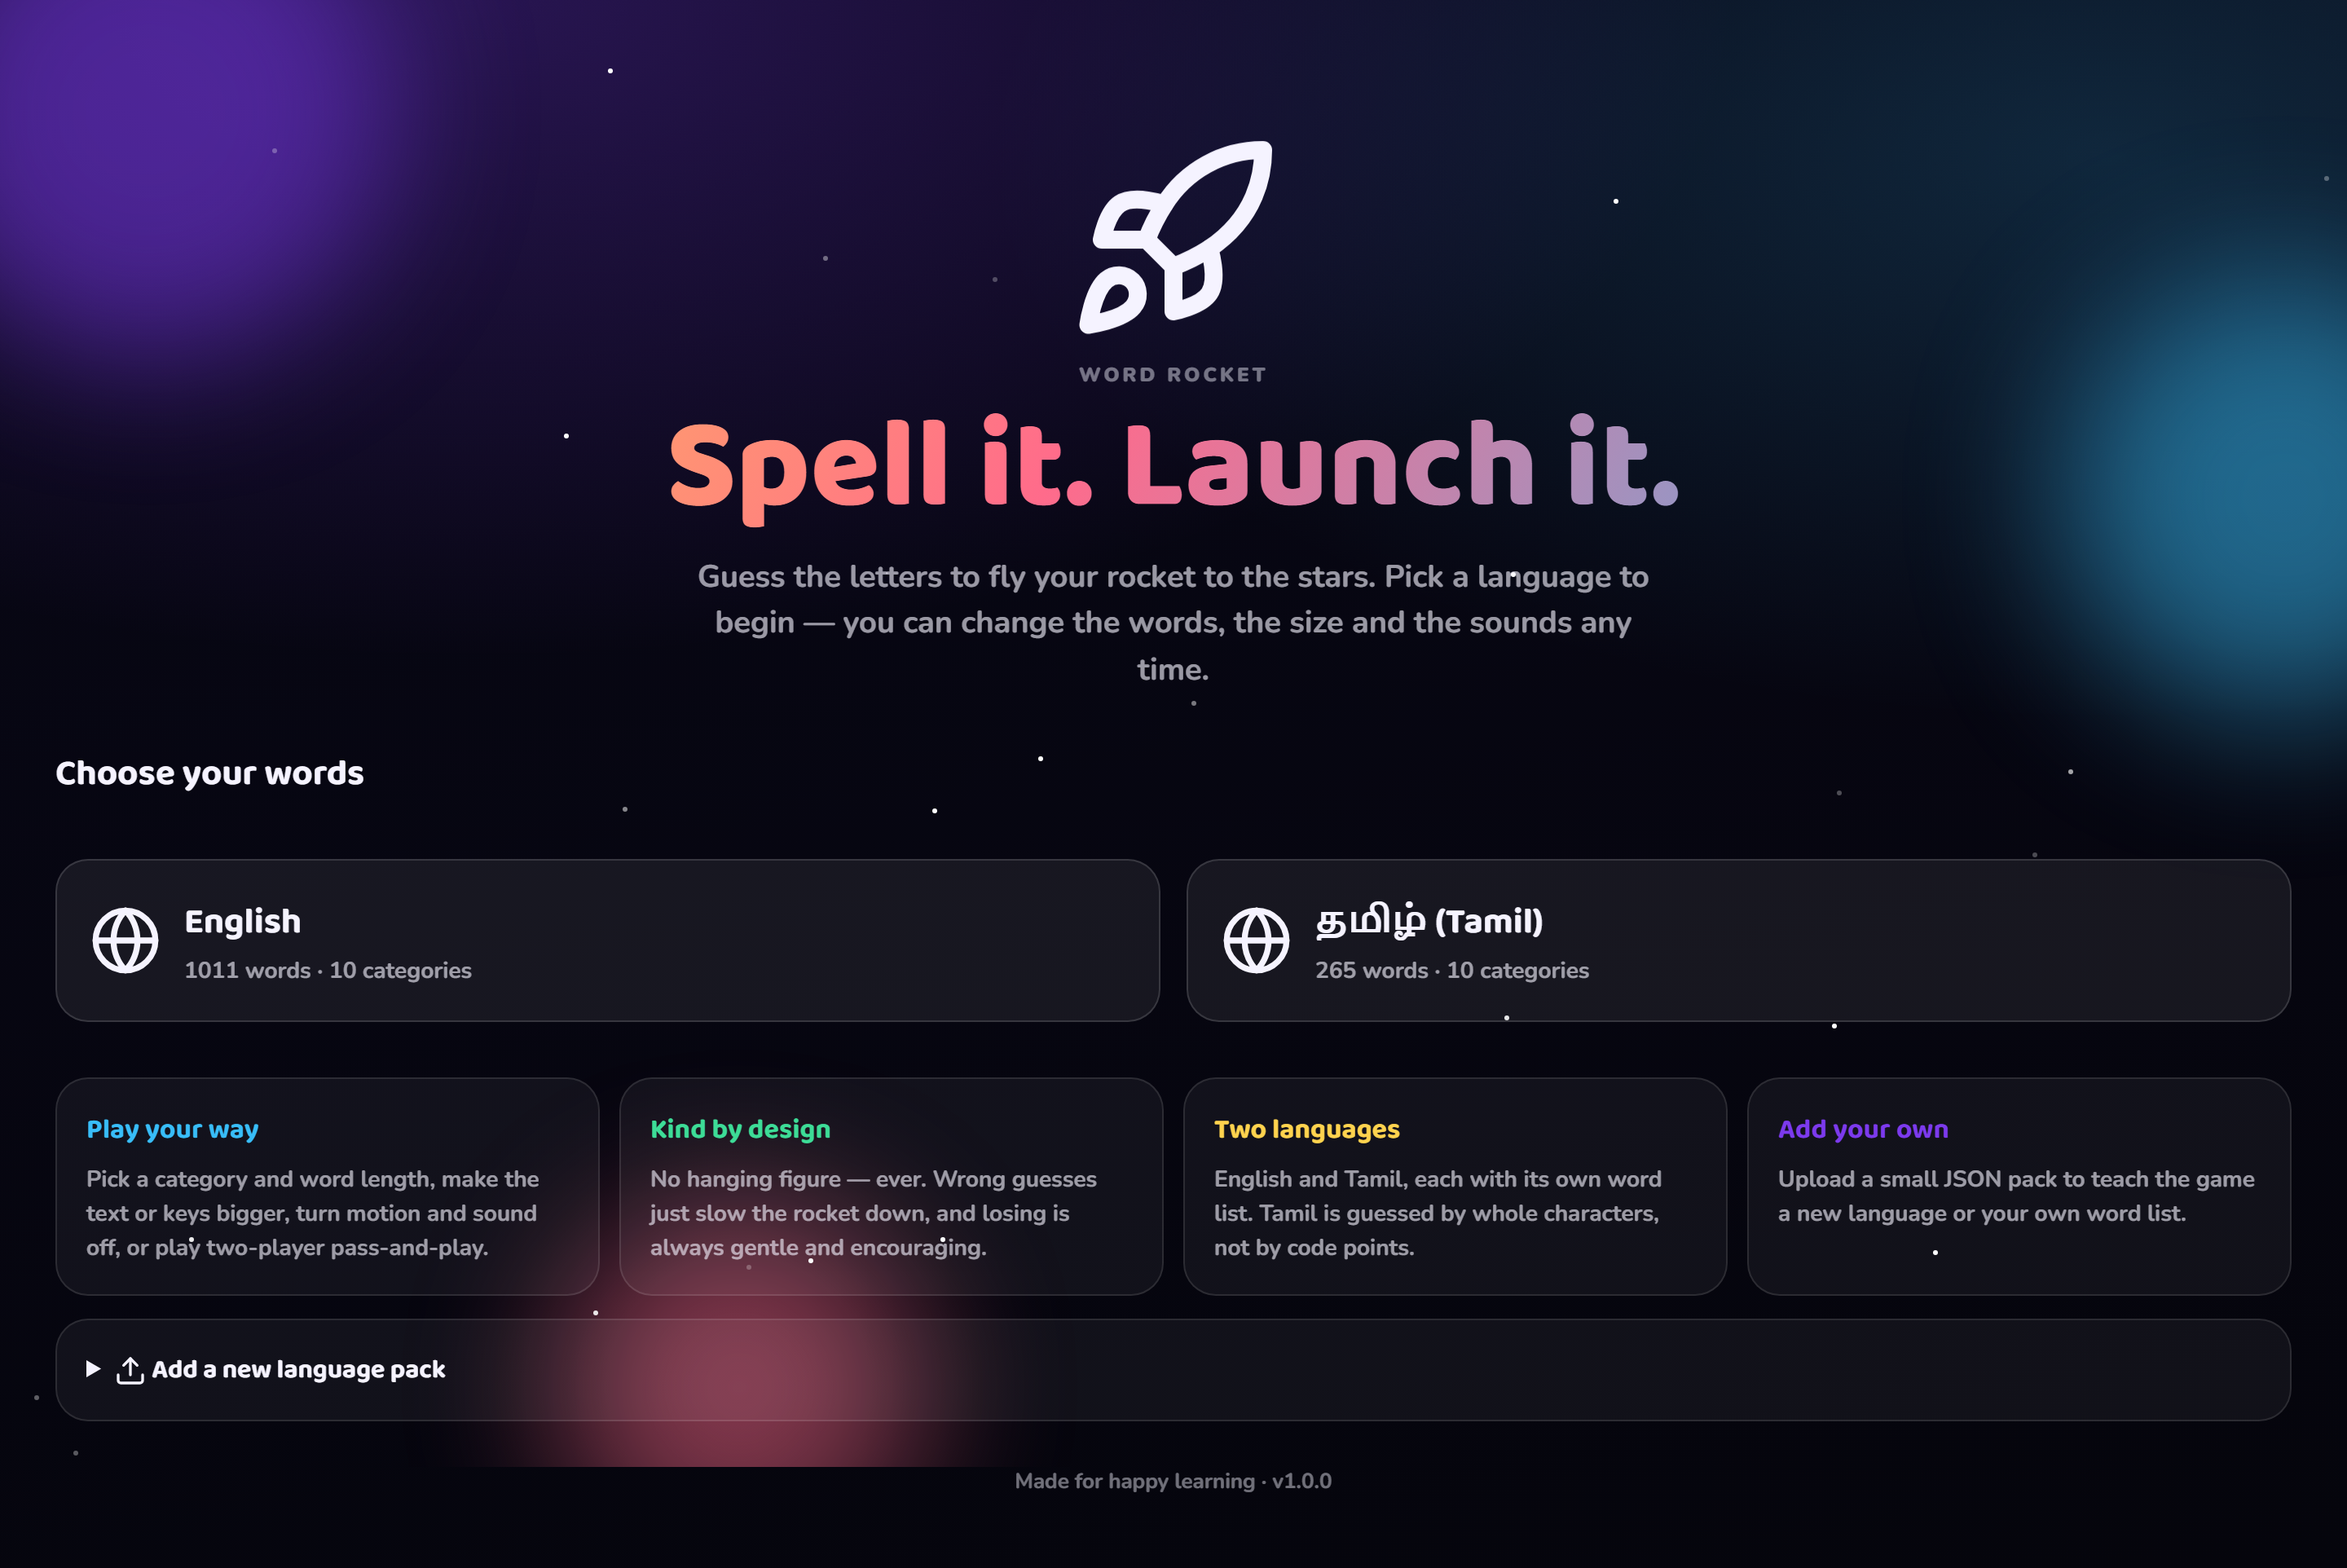 WORD ROCKET
Spell it. Launch it.
Guess the letters to fly your rocket to the stars. Pick a language to
begin — you can change the words, the size and the sounds any
time.
Choose your words
English
1011 words · 10 categories
தமிழ் (Tamil)
265 words · 10 categories
Play your way
Pick a category and word length, make the
text or keys bigger, turn motion and sound
off, or play two-player pass-and-play.
Kind by design
No hanging figure — ever. Wrong guesses
just slow the rocket down, and losing is
always gentle and encouraging.
Two languages
English and Tamil, each with its own word
list. Tamil is guessed by whole characters,
not by code points.
Add your own
Upload a small JSON pack to teach the game
a new language or your own word list.
Add a new language pack
Made for happy learning · v1.0.0